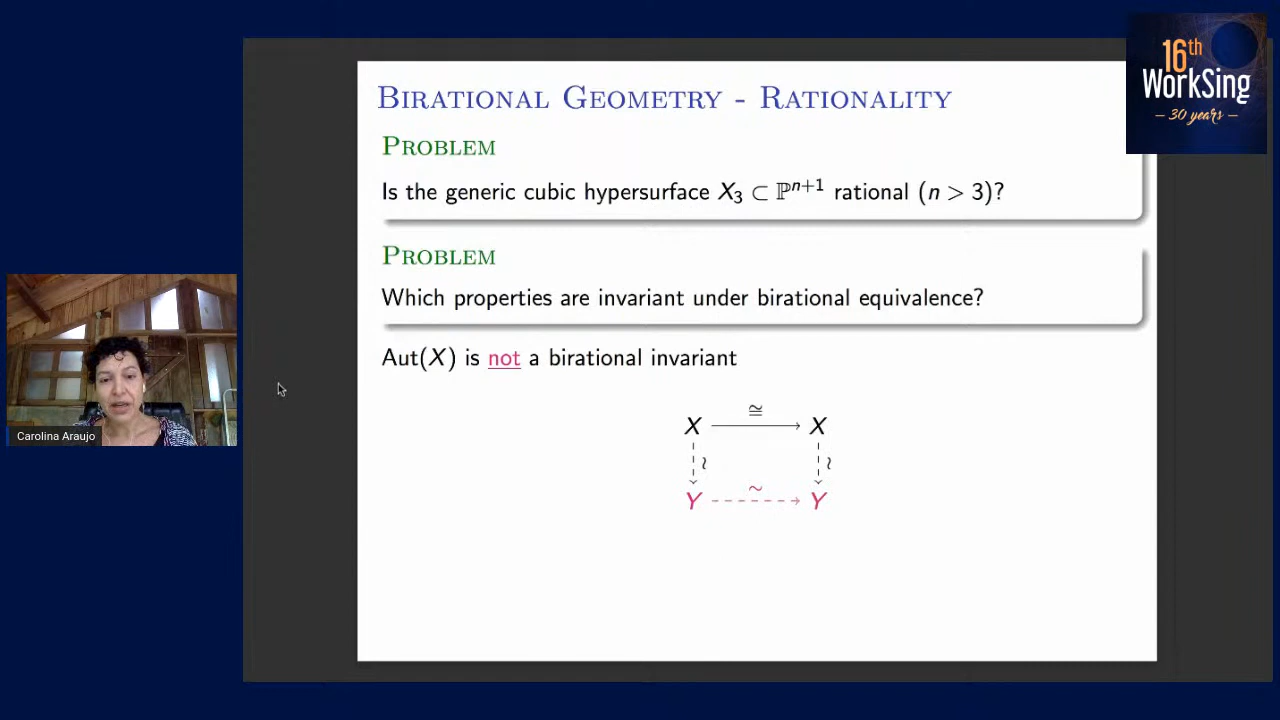 16th
WorkSing
— 30 years —
BIRATIONAL GEOMETRY - RATIONALITY
PROBLEM
Is the generic cubic hypersurface X₃ ⊂ ℙⁿ⁺¹ rational (n > 3)?
PROBLEM
Which properties are invariant under birational equivalence?
Aut(X) is not a birational invariant
≅
X → X
≀ ≀
∼
Y ⇢ Y
Carolina Araujo